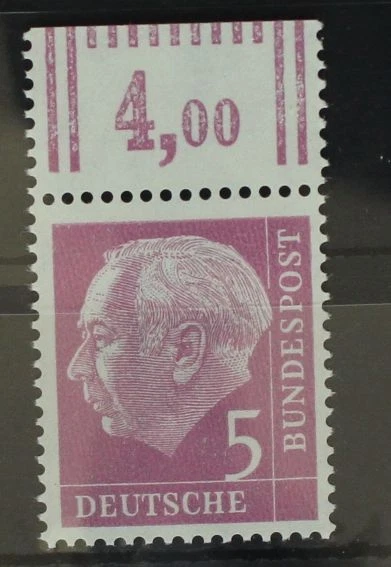 4,00
5
DEUTSCHE
BUNDESPOST